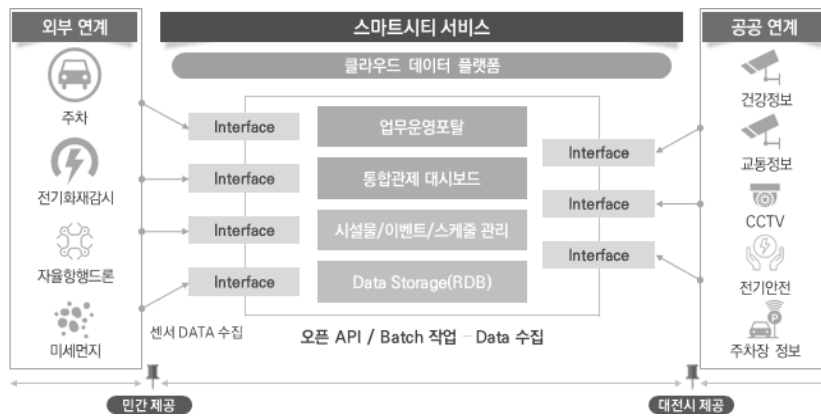 외부 연계
주차
전기화재감시
자율항행드론
미세먼지
스마트시티 서비스
클라우드 데이터 플랫폼
Interface
Interface
Interface
Interface
업무운영포탈
통합관제 대시보드
시설물/이벤트/스케줄 관리
Data Storage(RDB)
Interface
Interface
Interface
센서 DATA 수집
오픈 API / Batch 작업 – Data 수집
공공 연계
건강정보
교통정보
CCTV
전기안전
주차장 정보
민간 제공
대전시 제공